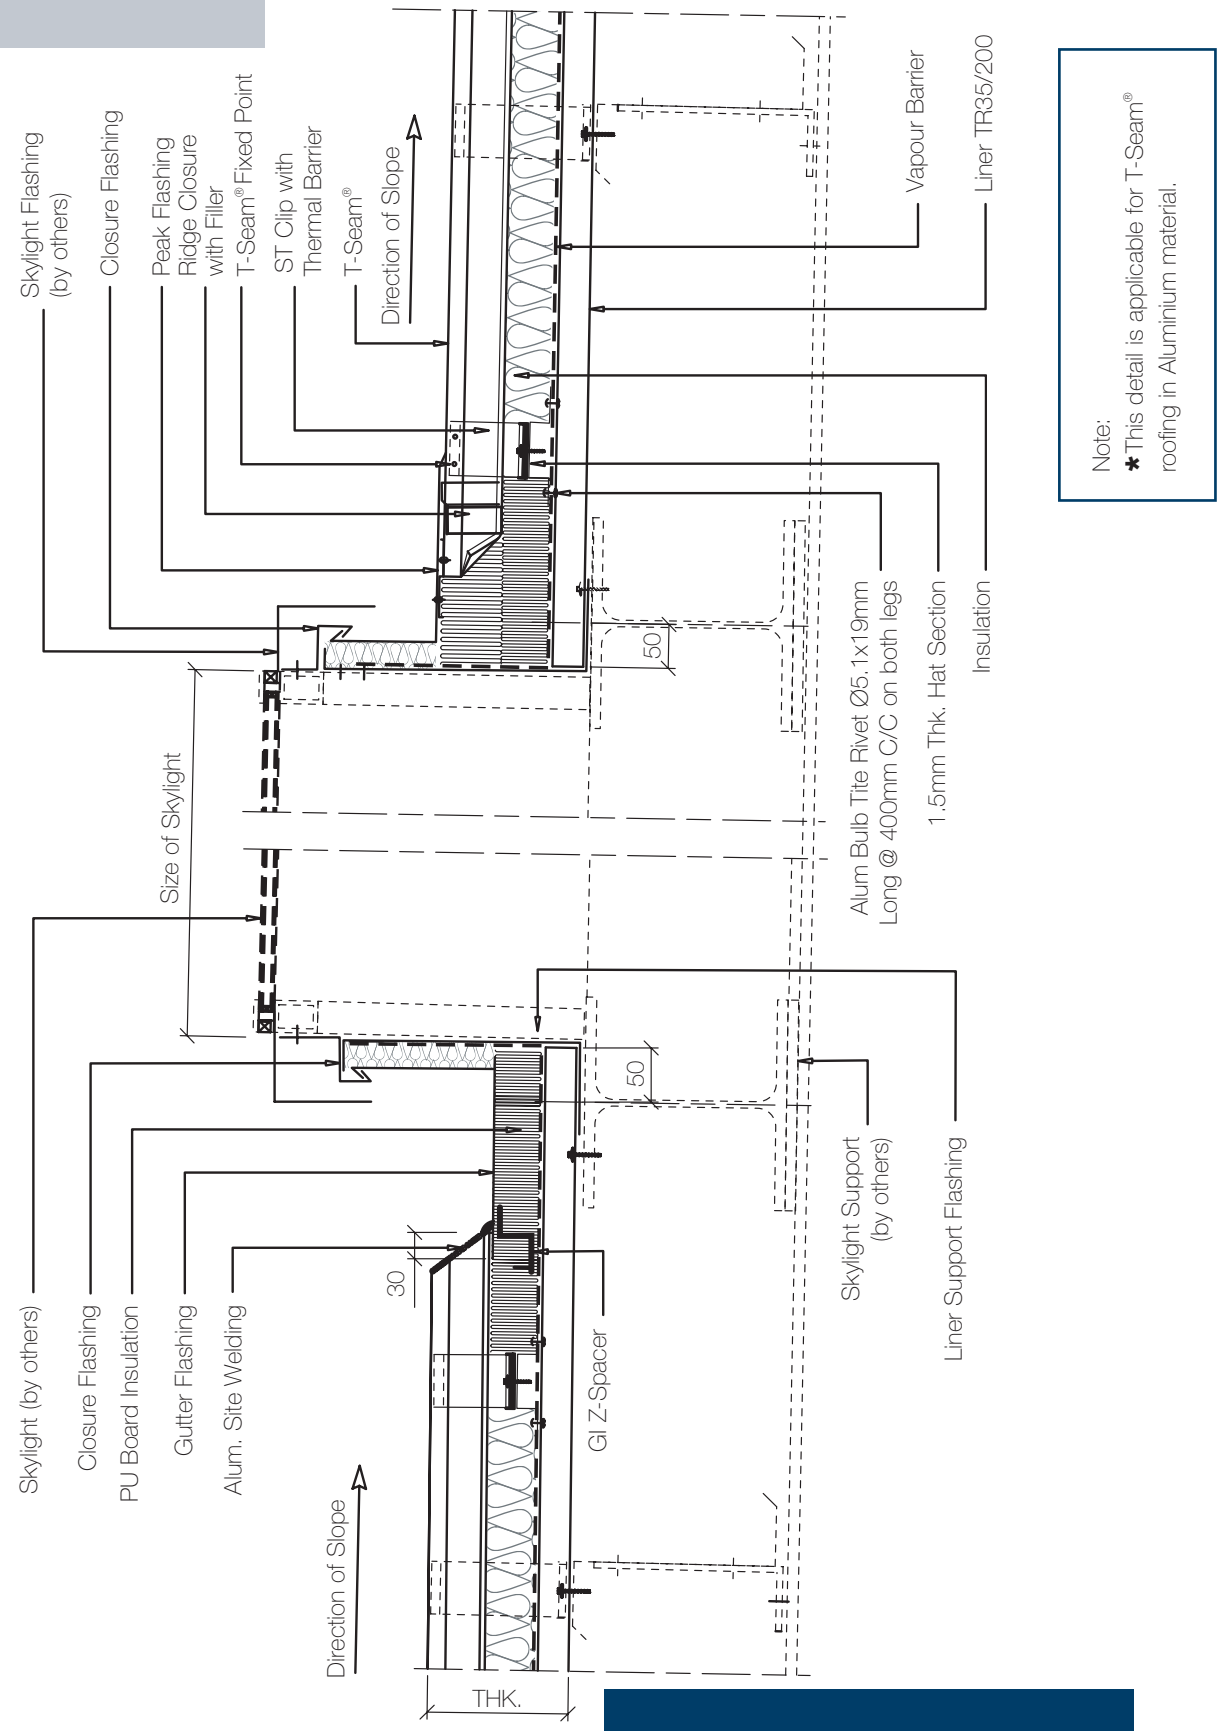 Skylight (by others)
Closure Flashing
PU Board Insulation
Gutter Flashing
Alum. Site Welding
Direction of Slope
THK.
30
GI Z-Spacer
50
Skylight Support
(by others)
Liner Support Flashing
Size of Skylight
Skylight Flashing
(by others)
Closure Flashing
Peak Flashing
Ridge Closure
with Filler
T-Seam® Fixed Point
ST Clip with
Thermal Barrier
T-Seam®
Direction of Slope
50
Alum Bulb Tite Rivet Ø5.1x19mm
Long @ 400mm C/C on both legs
1.5mm Thk. Hat Section
Insulation
Vapour Barrier
Liner TR35/200
Note:
✱This detail is applicable for T-Seam®
roofing in Aluminium material.